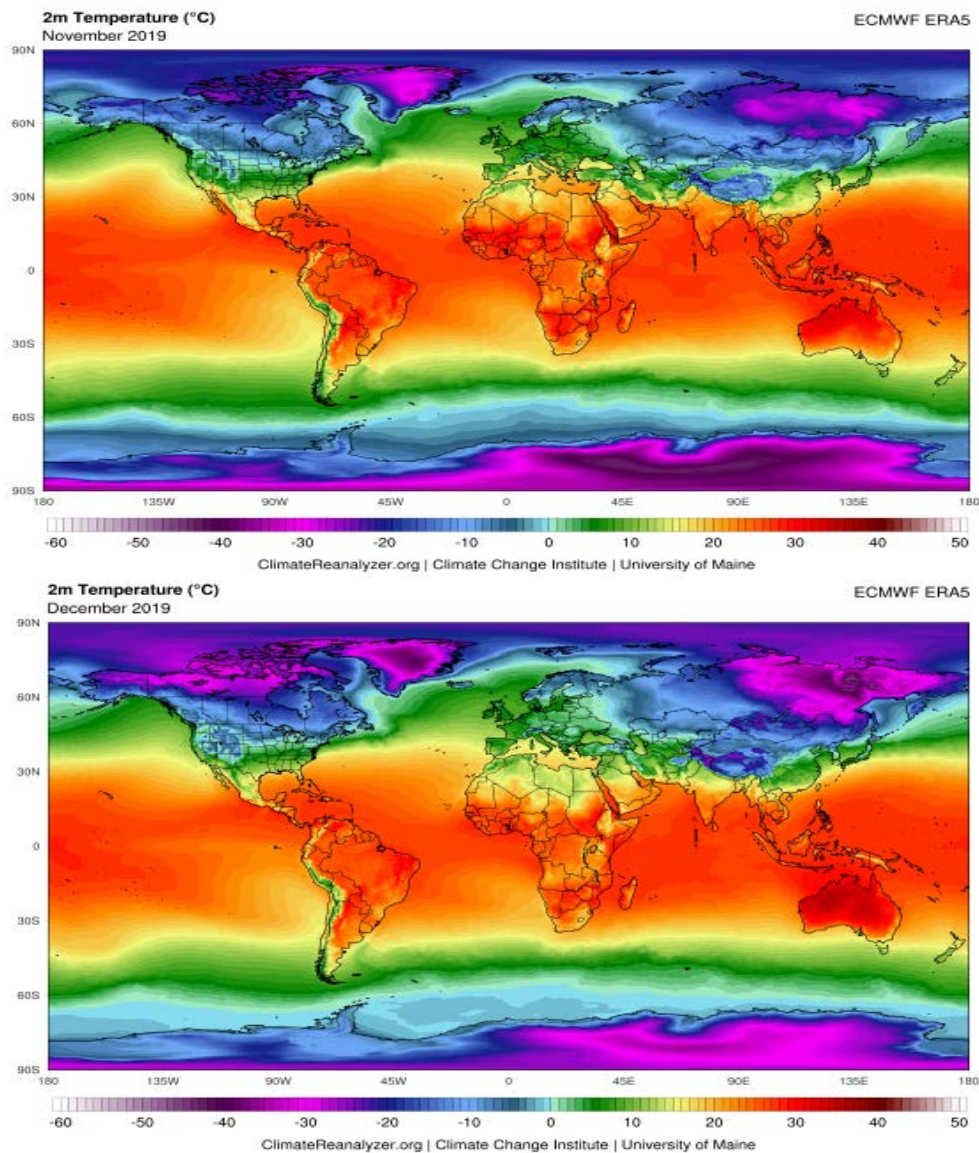 2m Temperature (°C) ECMWF ERA5
November 2019
90N
60N
30N
0
30S
60S
90S
180 135W 90W 45W 0 45E 90E 135E 180
-60 -50 -40 -30 -20 -10 0 10 20 30 40 50
ClimateReanalyzer.org | Climate Change Institute | University of Maine
2m Temperature (°C) ECMWF ERA5
December 2019
90N
60N
30N
0
30S
60S
90S
180 135W 90W 45W 0 45E 90E 135E 180
-60 -50 -40 -30 -20 -10 0 10 20 30 40 50
ClimateReanalyzer.org | Climate Change Institute | University of Maine